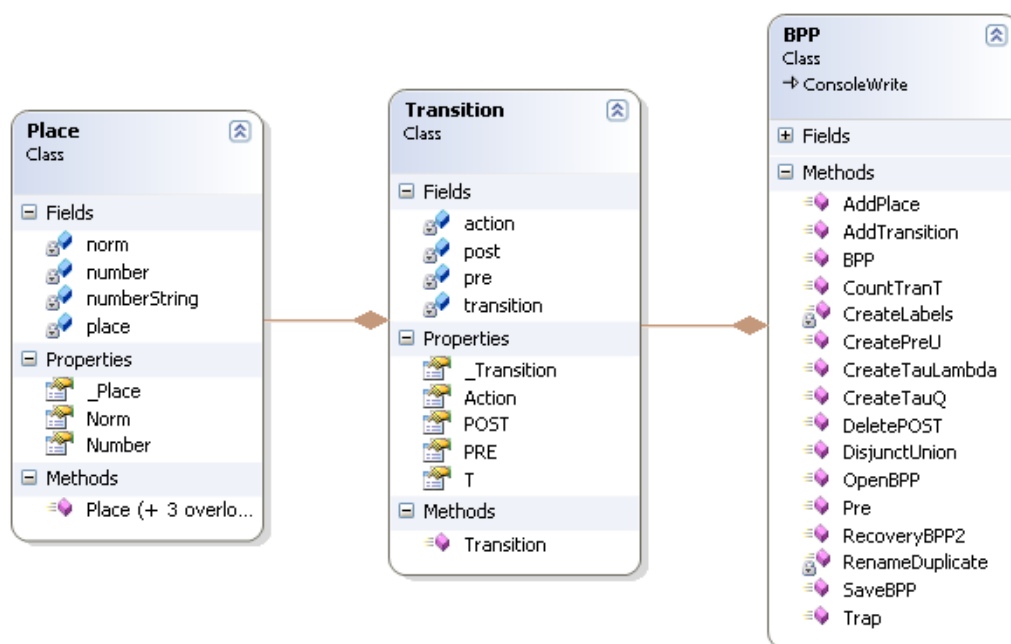 Place
Class
Fields
norm
number
numberString
place
Properties
_Place
Norm
Number
Methods
Place (+ 3 overlo...
Transition
Class
Fields
action
post
pre
transition
Properties
_Transition
Action
POST
PRE
T
Methods
Transition
BPP
Class
ConsoleWrite
Fields
Methods
AddPlace
AddTransition
BPP
CountTranT
CreateLabels
CreatePreU
CreateTauLambda
CreateTauQ
DeletePOST
DisjunctUnion
OpenBPP
Pre
RecoveryBPP2
RenameDuplicate
SaveBPP
Trap